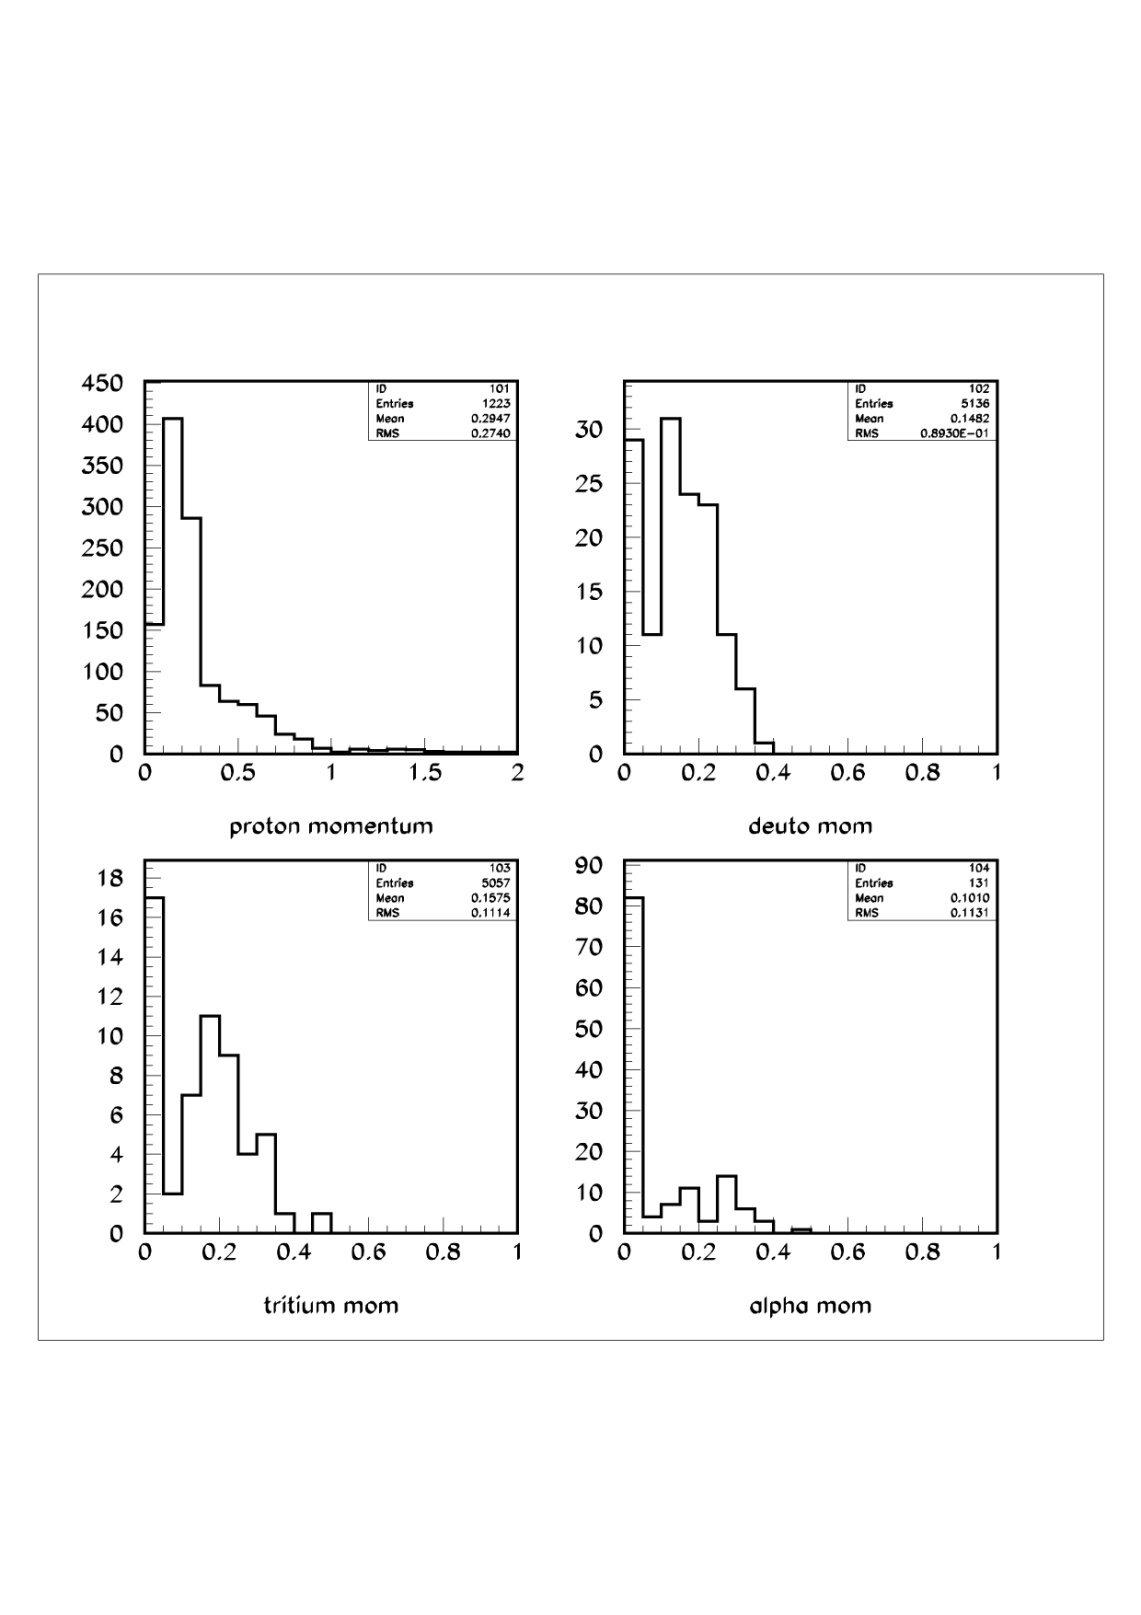 450
400
350
300
250
200
150
100
50
0
0 0.5 1 1.5 2
ID 101
Entries 1223
Mean 0.2947
RMS 0.2740
proton momentum
30
25
20
15
10
5
0
0 0.2 0.4 0.6 0.8 1
ID 102
Entries 5136
Mean 0.1482
RMS 0.8930E-01
deuto mom
18
16
14
12
10
8
6
4
2
0
0 0.2 0.4 0.6 0.8 1
ID 103
Entries 5057
Mean 0.1575
RMS 0.1114
tritium mom
90
80
70
60
50
40
30
20
10
0
0 0.2 0.4 0.6 0.8 1
ID 104
Entries 131
Mean 0.1010
RMS 0.1131
alpha mom